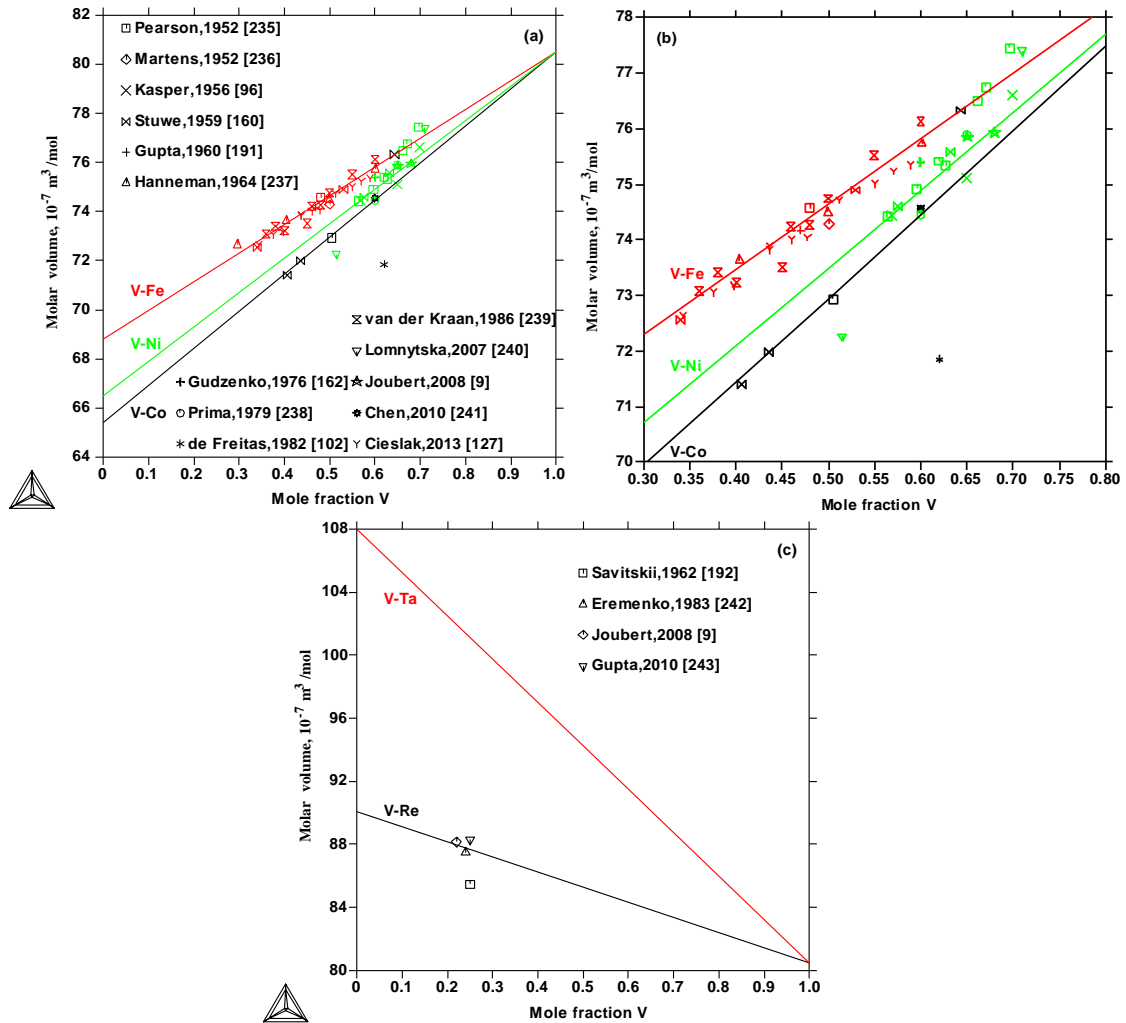 (a)
Pearson,1952 [235]
Martens,1952 [236]
Kasper,1956 [96]
Stuwe,1959 [160]
Gupta,1960 [191]
Hanneman,1964 [237]
V-Fe
V-Ni
V-Co
van der Kraan,1986 [239]
Lomnytska,2007 [240]
Gudzenko,1976 [162]
Joubert,2008 [9]
Prima,1979 [238]
Chen,2010 [241]
de Freitas,1982 [102]
Cieslak,2013 [127]
82
80
78
76
74
72
70
68
66
64
0 0.1 0.2 0.3 0.4 0.5 0.6 0.7 0.8 0.9 1.0
Mole fraction V
Molar volume, 10⁻⁷ m³/mol
(b)
V-Fe
V-Ni
V-Co
78
77
76
75
74
73
72
71
70
0.30 0.35 0.40 0.45 0.50 0.55 0.60 0.65 0.70 0.75 0.80
Mole fraction V
Molar volume, 10⁻⁷ m³/mol
(c)
Savitskii,1962 [192]
Eremenko,1983 [242]
Joubert,2008 [9]
Gupta,2010 [243]
V-Ta
V-Re
108
104
100
96
92
88
84
80
0 0.1 0.2 0.3 0.4 0.5 0.6 0.7 0.8 0.9 1.0
Mole fraction V
Molar volume, 10⁻⁷ m³/mol